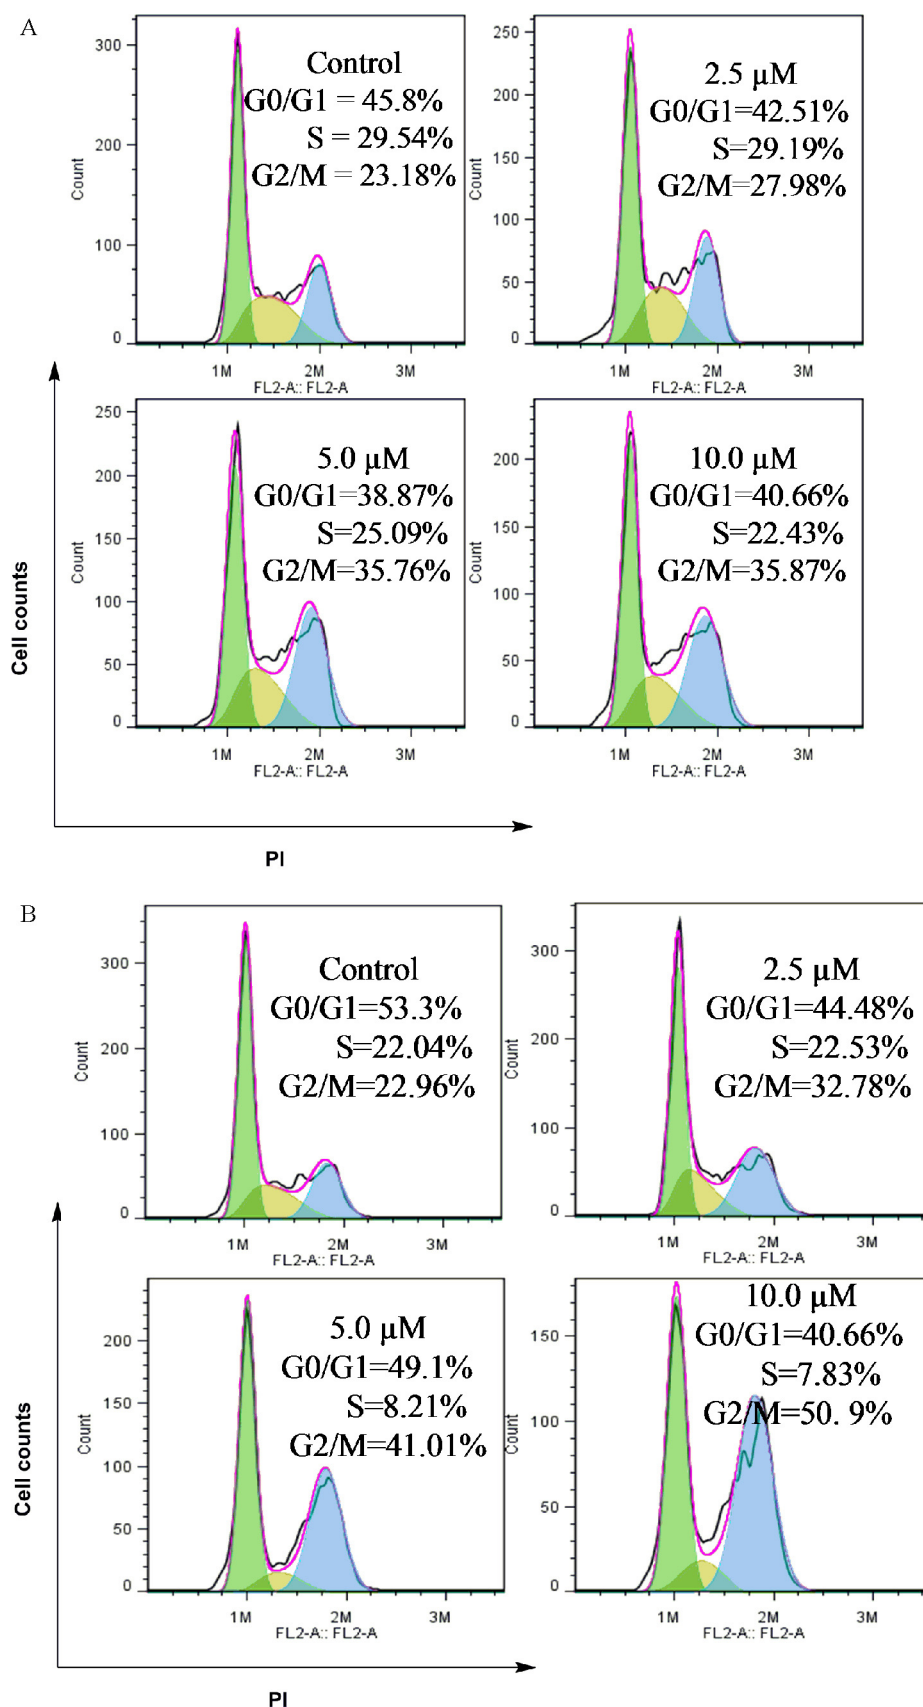 A
300
200
100
0
Count
Control
G0/G1 = 45.8%
S = 29.54%
G2/M = 23.18%
1M 2M 3M
FL2-A:: FL2-A
250
200
150
100
50
0
Count
2.5 µM
G0/G1=42.51%
S=29.19%
G2/M=27.98%
1M 2M 3M
FL2-A:: FL2-A
250
200
150
100
50
0
Count
5.0 µM
G0/G1=38.87%
S=25.09%
G2/M=35.76%
1M 2M 3M
FL2-A:: FL2-A
200
150
100
50
0
Count
10.0 µM
G0/G1=40.66%
S=22.43%
G2/M=35.87%
1M 2M 3M
FL2-A:: FL2-A
Cell counts
PI
B
300
200
100
0
Count
Control
G0/G1=53.3%
S=22.04%
G2/M=22.96%
1M 2M 3M
FL2-A:: FL2-A
300
200
100
0
Count
2.5 µM
G0/G1=44.48%
S=22.53%
G2/M=32.78%
1M 2M 3M
FL2-A:: FL2-A
200
150
100
50
0
Count
5.0 µM
G0/G1=49.1%
S=8.21%
G2/M=41.01%
1M 2M 3M
FL2-A:: FL2-A
150
100
50
0
Count
10.0 µM
G0/G1=40.66%
S=7.83%
G2/M=50. 9%
1M 2M 3M
FL2-A:: FL2-A
Cell counts
PI